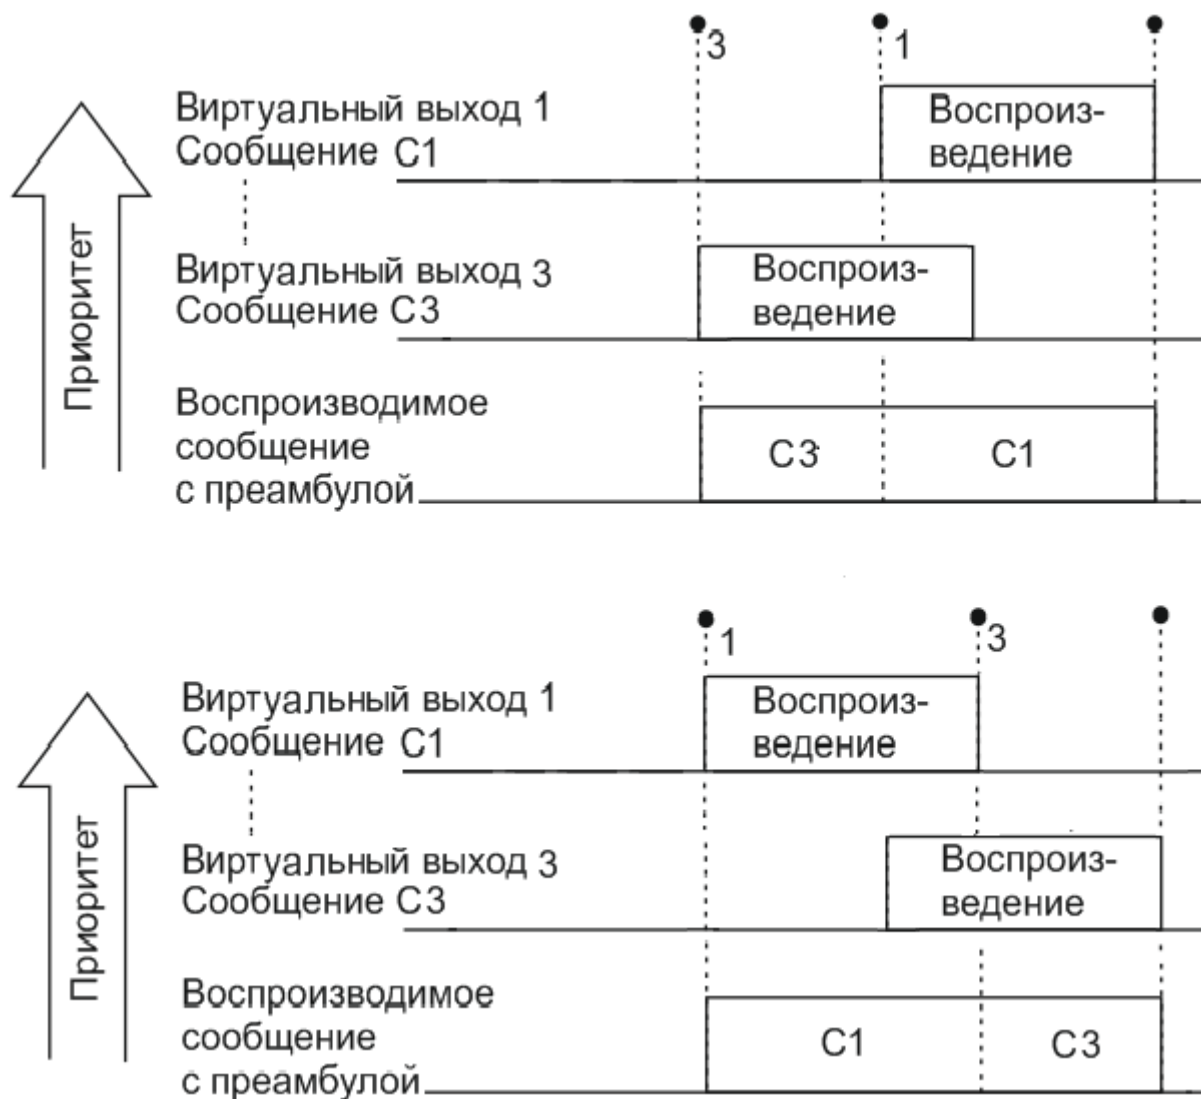 3
1
Виртуальный выход 1
Сообщение С1
Воспроиз-
ведение
Приоритет
Виртуальный выход 3
Сообщение С3
Воспроиз-
ведение
Воспроизводимое
сообщение
с преамбулой
С3
С1
1
3
Виртуальный выход 1
Сообщение С1
Воспроиз-
ведение
Приоритет
Виртуальный выход 3
Сообщение С3
Воспроиз-
ведение
Воспроизводимое
сообщение
с преамбулой
С1
С3